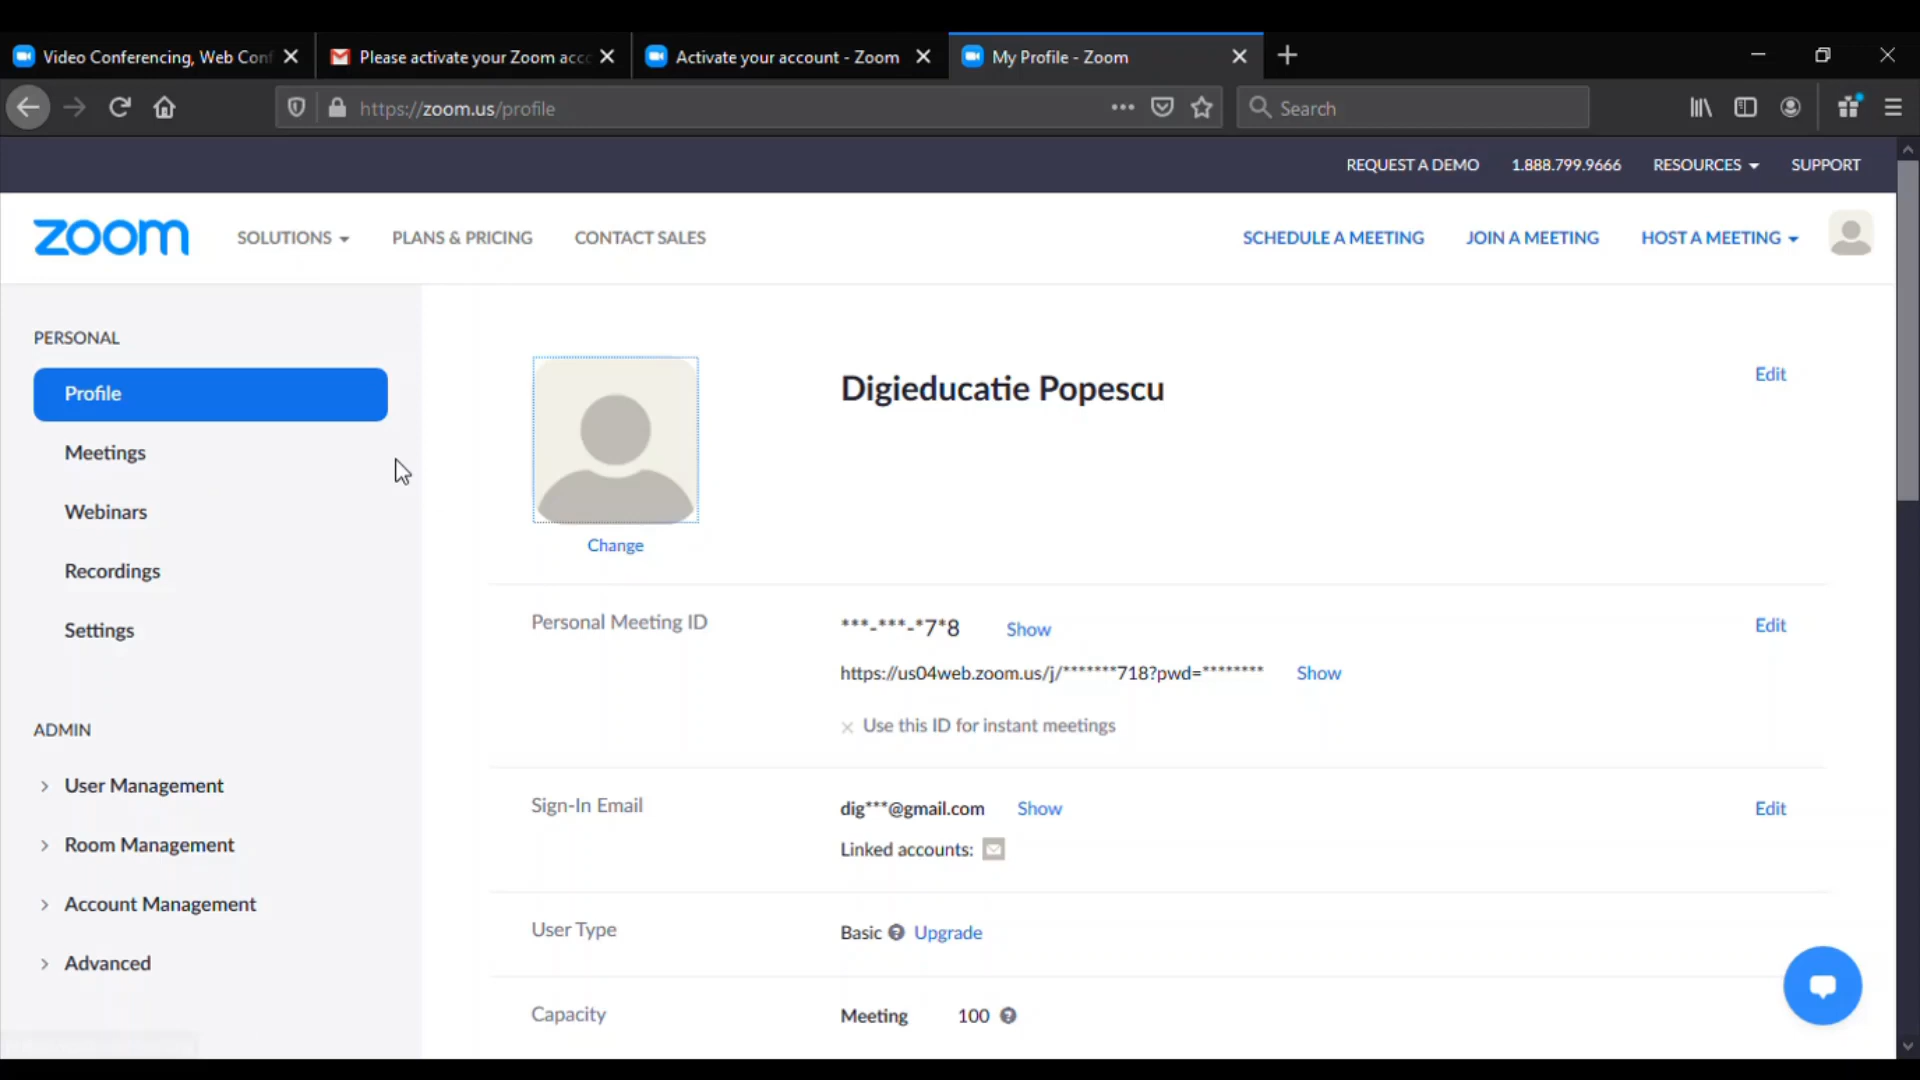 Video Conferencing, Web Conf
Please activate your Zoom acco
Activate your account - Zoom
My Profile - Zoom
https://zoom.us/profile
Search
REQUEST A DEMO 1.888.799.9666 RESOURCES SUPPORT
zoom SOLUTIONS PLANS & PRICING CONTACT SALES SCHEDULE A MEETING JOIN A MEETING HOST A MEETING
PERSONAL
Profile
Meetings
Webinars
Recordings
Settings
ADMIN
User Management
Room Management
Account Management
Advanced
Digieducatie Popescu
Edit
Change
Personal Meeting ID ***-***-*7*8 Show Edit
https://us04web.zoom.us/j/*******718?pwd=******** Show
Use this ID for instant meetings
Sign-In Email dig***@gmail.com Show Edit
Linked accounts:
User Type Basic Upgrade
Capacity Meeting 100